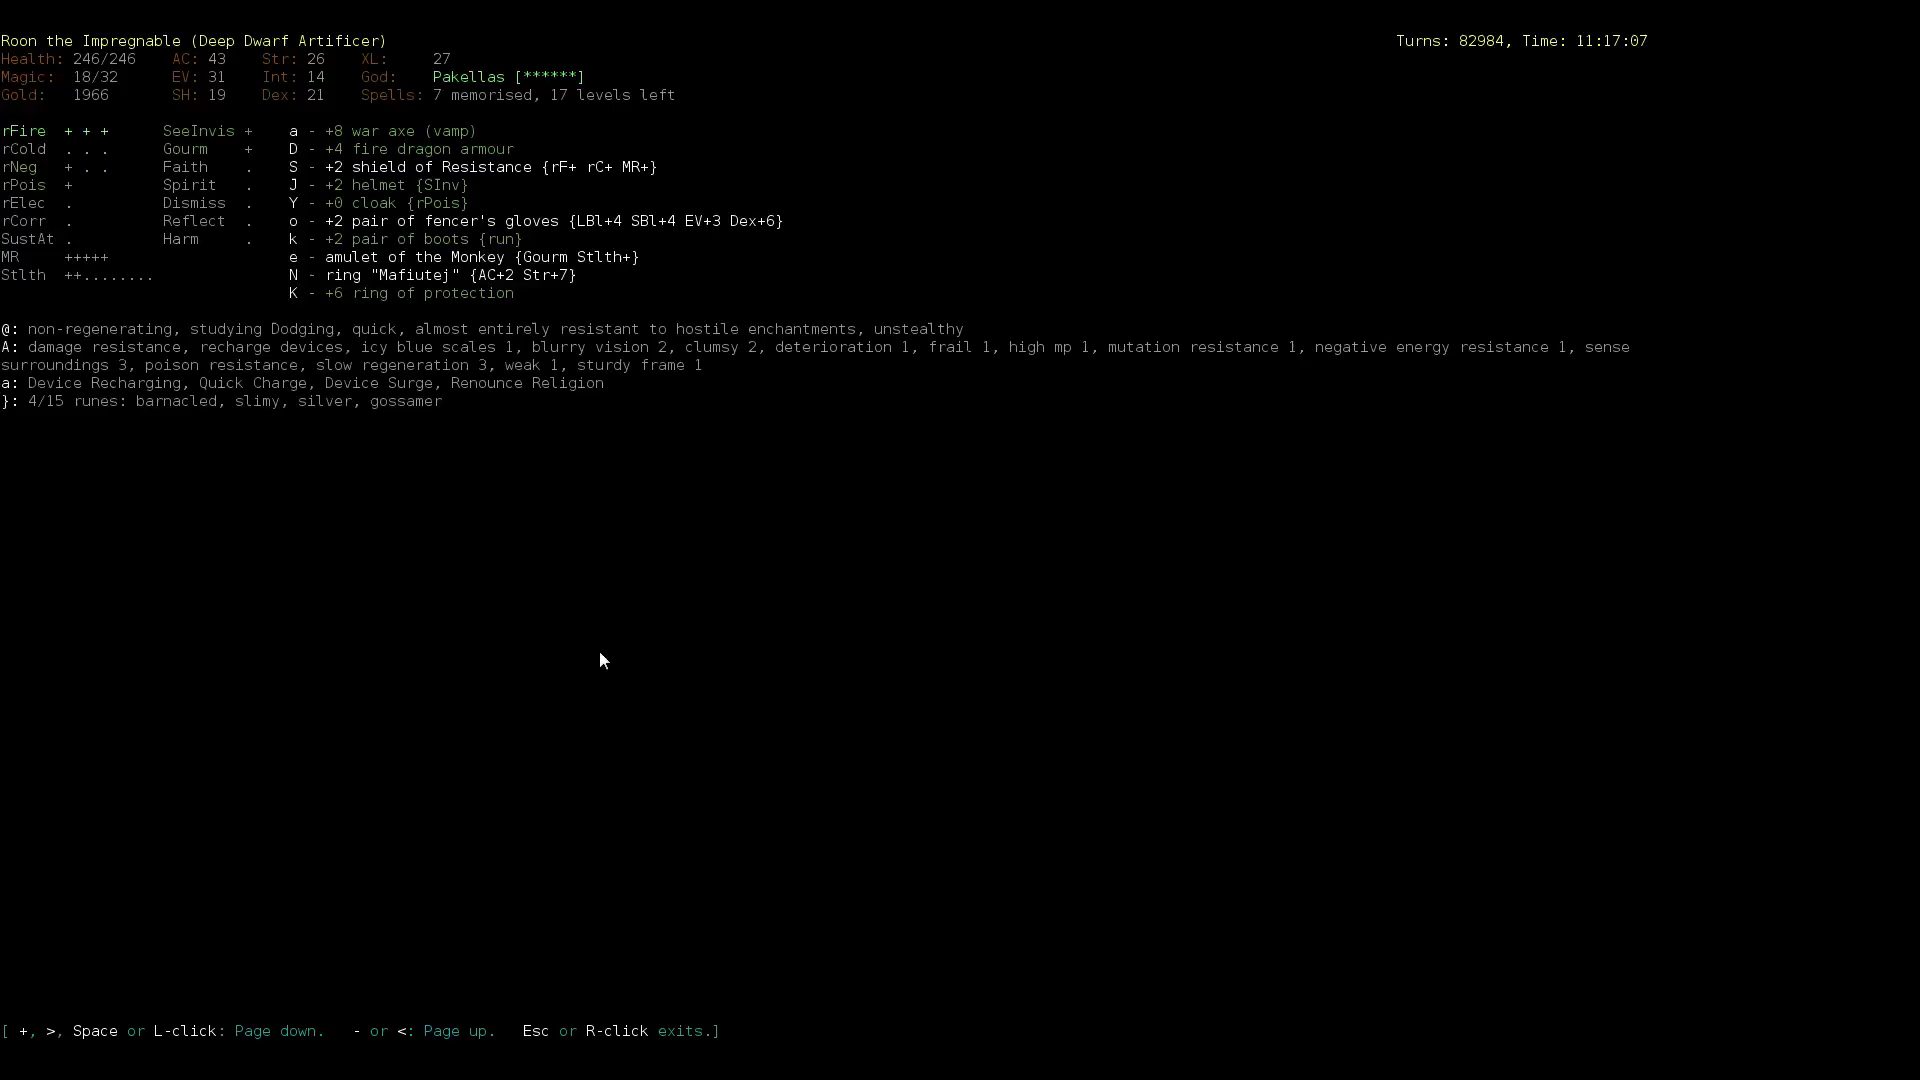 Roon the Impregnable (Deep Dwarf Artificer) Turns: 82984, Time: 11:17:07
Health: 246/246 AC: 43 Str: 26 XL: 27
Magic: 18/32 EV: 31 Int: 14 God: Pakellas [******]
Gold: 1966 SH: 19 Dex: 21 Spells: 7 memorised, 17 levels left
rFire + + + SeeInvis + a - +8 war axe (vamp)
rCold . . . Gourm + D - +4 fire dragon armour
rNeg + . . Faith . S - +2 shield of Resistance {rF+ rC+ MR+}
rPois + Spirit . J - +2 helmet {SInv}
rElec . Dismiss . Y - +0 cloak {rPois}
rCorr . Reflect . o - +2 pair of fencer's gloves {LBl+4 SBl+4 EV+3 Dex+6}
SustAt . Harm . k - +2 pair of boots {run}
MR +++++ e - amulet of the Monkey {Gourm Stlth+}
Stlth ++........ N - ring "Mafiutej" {AC+2 Str+7}
K - +6 ring of protection
@: non-regenerating, studying Dodging, quick, almost entirely resistant to hostile enchantments, unstealthy
A: damage resistance, recharge devices, icy blue scales 1, blurry vision 2, clumsy 2, deterioration 1, frail 1, high mp 1, mutation resistance 1, negative energy resistance 1, sense
surroundings 3, poison resistance, slow regeneration 3, weak 1, sturdy frame 1
a: Device Recharging, Quick Charge, Device Surge, Renounce Religion
}: 4/15 runes: barnacled, slimy, silver, gossamer
[ +, >, Space or L-click: Page down. - or <: Page up. Esc or R-click exits.]